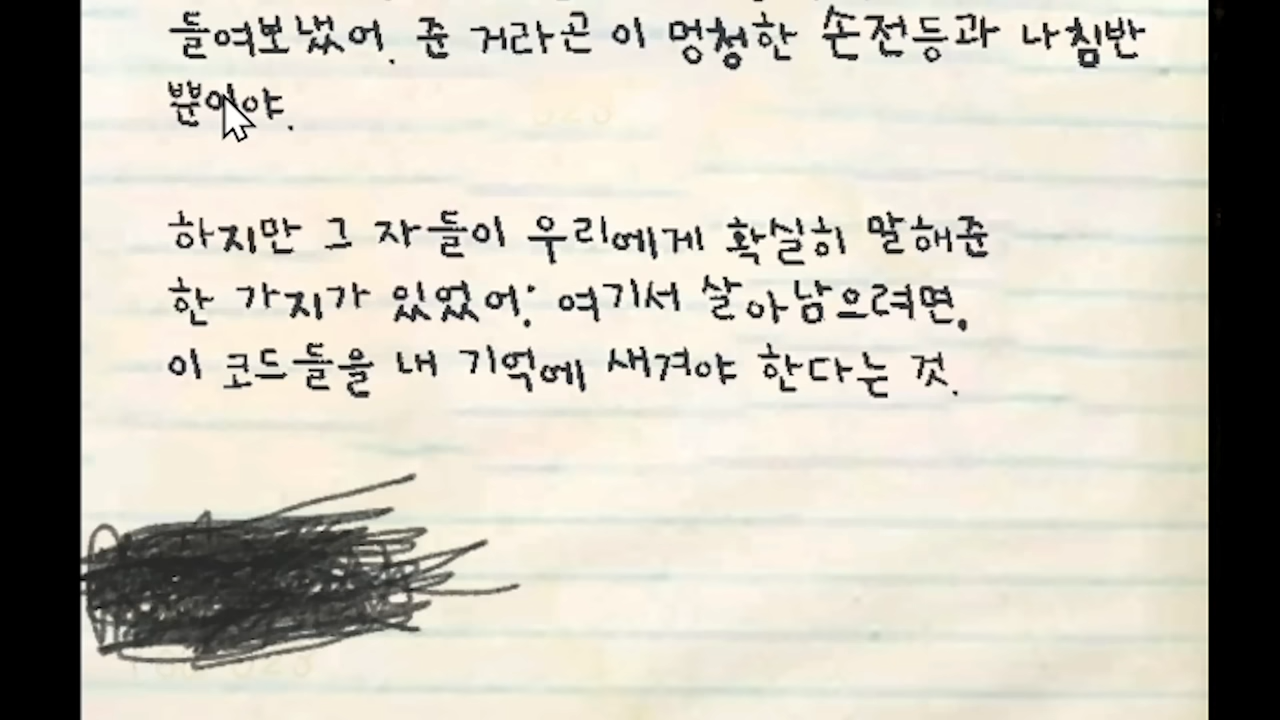 들여보냈어. 준 거라곤 이 멍청한 손전등과 나침반
뿐이야.
하지만 그 자들이 우리에게 확실히 말해준
한 가지가 있었어: 여기서 살아남으려면,
이 코드들을 내 기억에 새겨야 한다는 것.